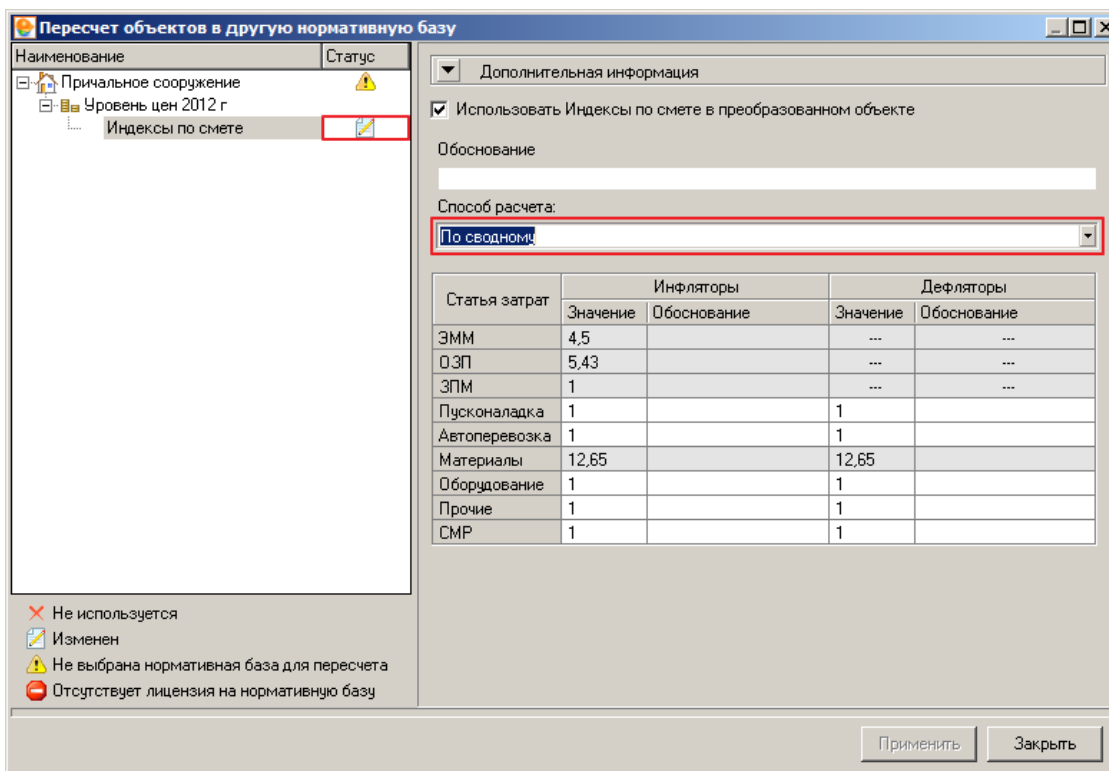 Пересчет объектов в другую нормативную базу
Наименование Статус
Причальное сооружение
Уровень цен 2012 г
Индексы по смете
Не используется
Изменен
Не выбрана нормативная база для пересчета
Отсутствует лицензия на нормативную базу
Дополнительная информация
Использовать Индексы по смете в преобразованном объекте
Обоснование
Способ расчета:
По сводному
Статья затрат Инфляторы Дефляторы
Значение Обоснование Значение Обоснование
ЭММ 4,5 --- ---
ОЗП 5,43 --- ---
ЗПМ 1 --- ---
Пусконаладка 1 1
Автоперевозка 1 1
Материалы 12,65 12,65
Оборудование 1 1
Прочие 1 1
СМР 1 1
Применить Закрыть